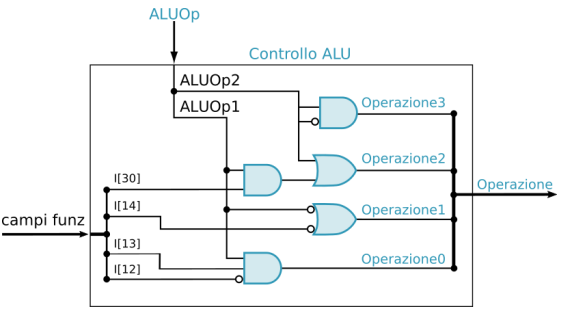 ALUOp
Controllo ALU
ALUOp2
ALUOp1
Operazione3
Operazione2
I[30]
Operazione
I[14]
Operazione1
campi funz
I[13]
Operazione0
I[12]